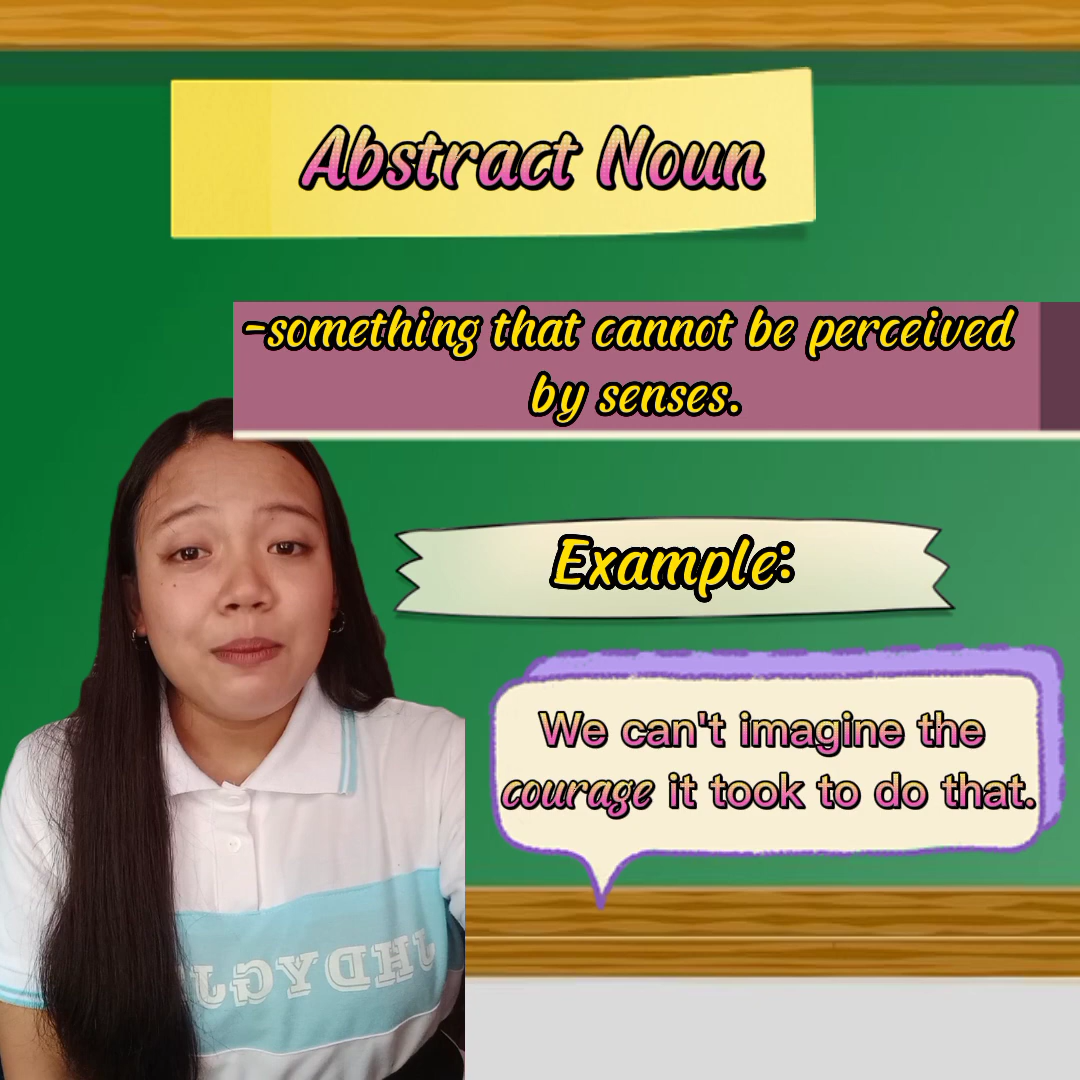 Abstract Noun
-something that cannot be perceived
by senses.
Example:
We can't imagine the
courage it took to do that.